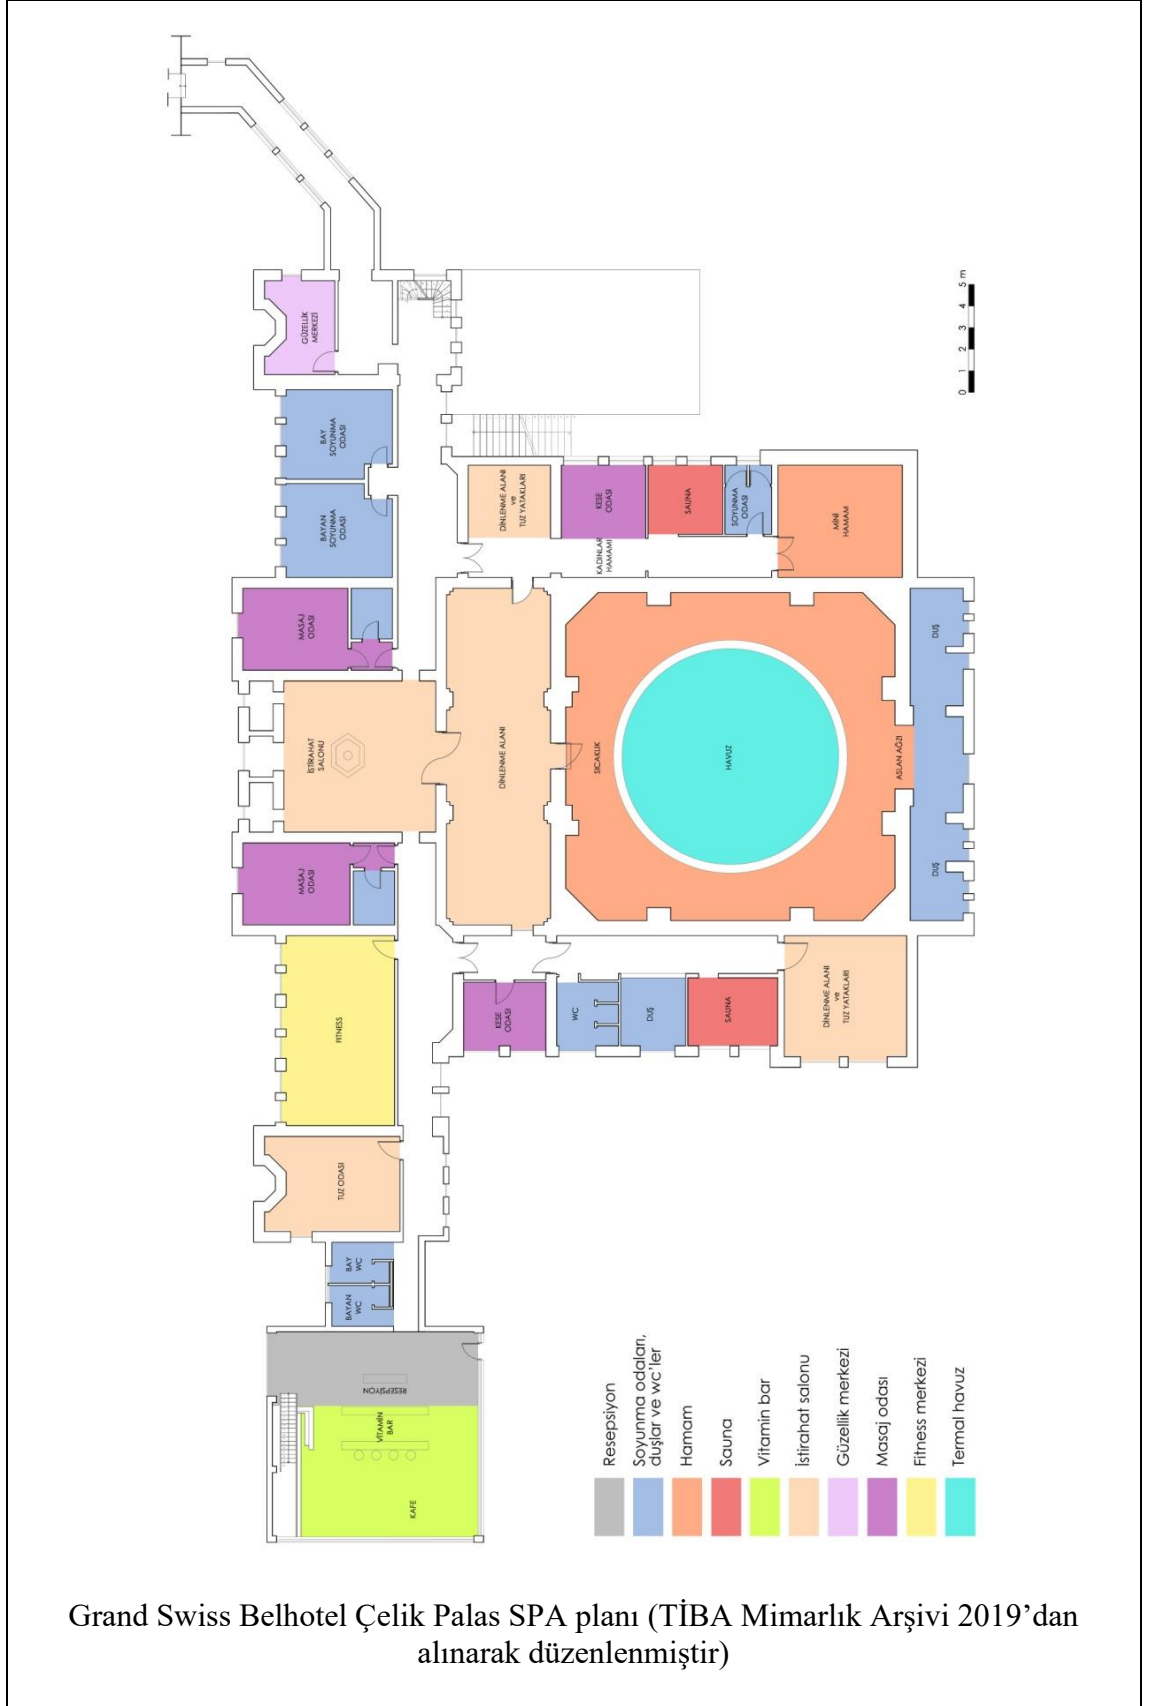 GÜZELLİK
MERKEZİ
BAY
SOYUNMA
ODASI
BAYAN
SOYUNMA
ODASI
MASAJ
ODASI
İSTİRAHAT
SALONU
MASAJ
ODASI
FITNESS
TUZ ODASI
BAY
WC
BAYAN
WC
RESEPSİYON
VİTAMİN
BAR
KAFE
DİNLENME ALANI
ve
TUZ YATAKLARI
KESE
ODASI
SAUNA
SOYUNMA
ODASI
MİNİ
HAMAM
KADINLAR
HAMAMI
DİNLENME ALANI
SICAKLIK
HAVUZ
ASLAN AĞZI
DUŞ
DUŞ
KESE
ODASI
WC
DUŞ
SAUNA
DİNLENME ALANI
ve
TUZ YATAKLARI
0 1 2 3 4 5 m
Resepsiyon
Soyunma odaları,
duşlar ve wc'ler
Hamam
Sauna
Vitamin bar
İstirahat salonu
Güzellik merkezi
Masaj odası
Fitness merkezi
Termal havuz
Grand Swiss Belhotel Çelik Palas SPA planı (TİBA Mimarlık Arşivi 2019'dan
alınarak düzenlenmiştir)